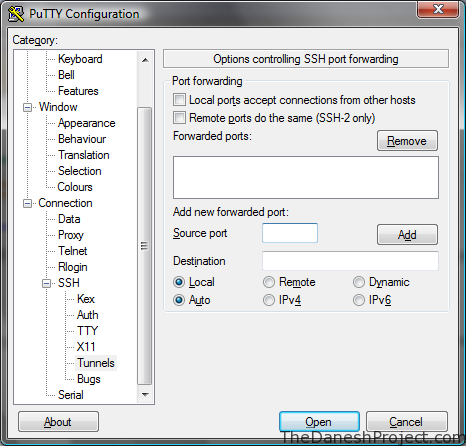 PuTTY Configuration
Category:
Keyboard
Bell
Features
Window
Appearance
Behaviour
Translation
Selection
Colours
Connection
Data
Proxy
Telnet
Rlogin
SSH
Kex
Auth
TTY
X11
Tunnels
Bugs
Serial
Options controlling SSH port forwarding
Port forwarding
Local ports accept connections from other hosts
Remote ports do the same (SSH-2 only)
Forwarded ports:
Remove
Add new forwarded port:
Source port
Add
Destination
Local
Remote
Dynamic
Auto
IPv4
IPv6
About
Open
Cancel
TheDaneshProject.com